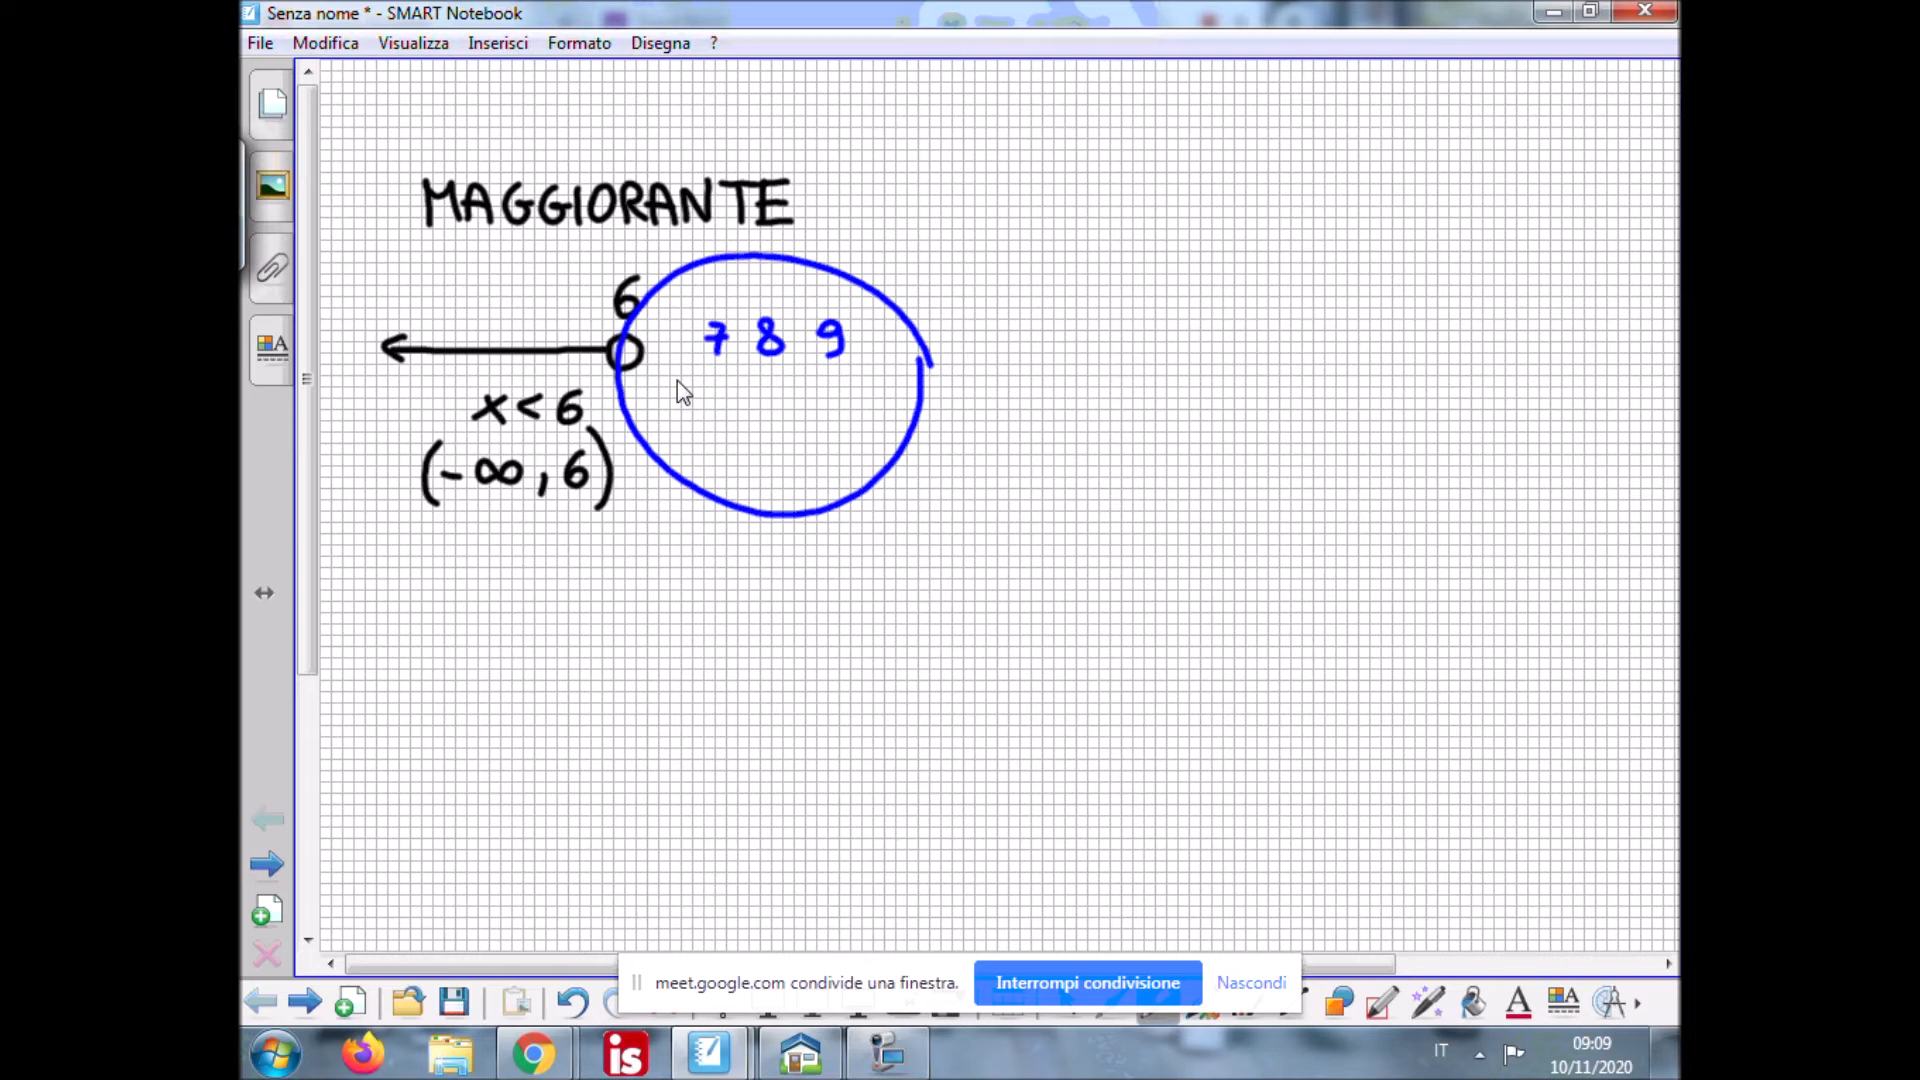 Senza nome * - SMART Notebook
File Modifica Visualizza Inserisci Formato Disegna ?
MAGGIORANTE
6
7 8 9
x < 6
(-∞, 6)
meet.google.com condivide una finestra. Interrompi condivisione Nascondi
is
IT
09:09
10/11/2020